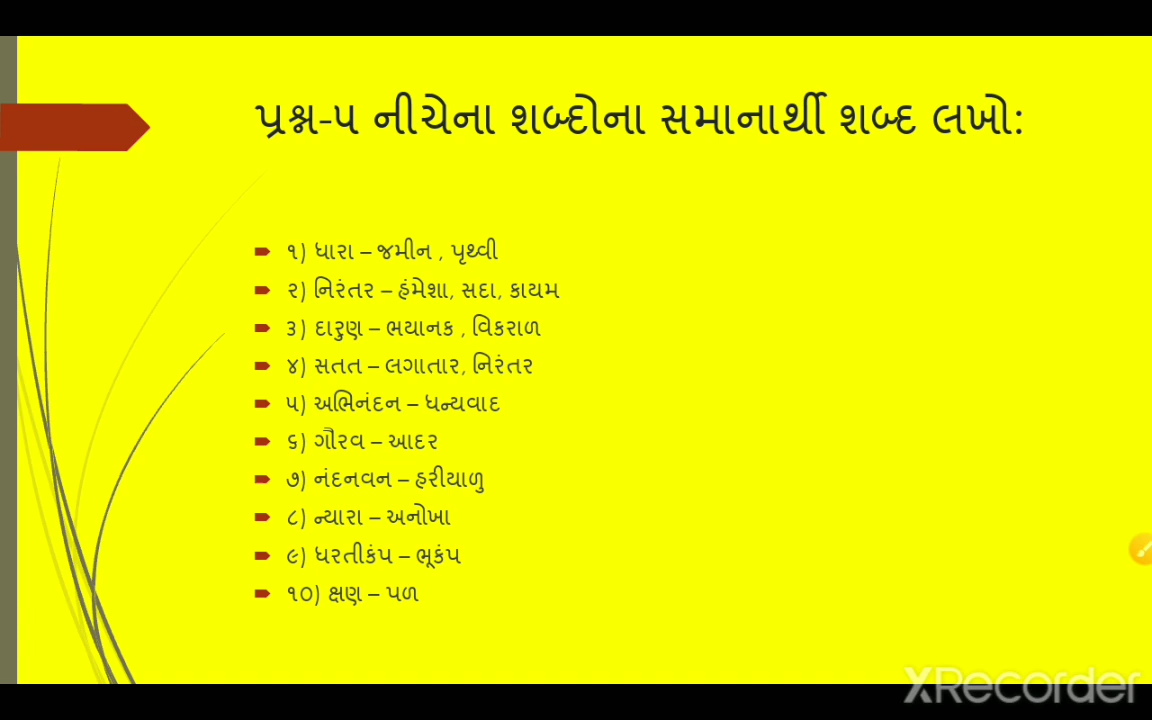 પ્રશ્ન-૫ નીચેના શબ્દોના સમાનાર્થી શબ્દ લખો:
૧) ધારા – જમીન , પૃથ્વી
૨) નિરંતર – હંમેશા, સદા, કાયમ
૩) દારુણ – ભયાનક , વિકરાળ
૪) સતત – લગાતાર, નિરંતર
૫) અભિનંદન – ધન્યવાદ
૬) ગૌરવ – આદર
૭) નંદનવન – હરીયાળુ
૮) ન્યારા – અનોખા
૯) ધરતીકંપ – ભૂકંપ
૧૦) ક્ષણ – પળ
XRecorder